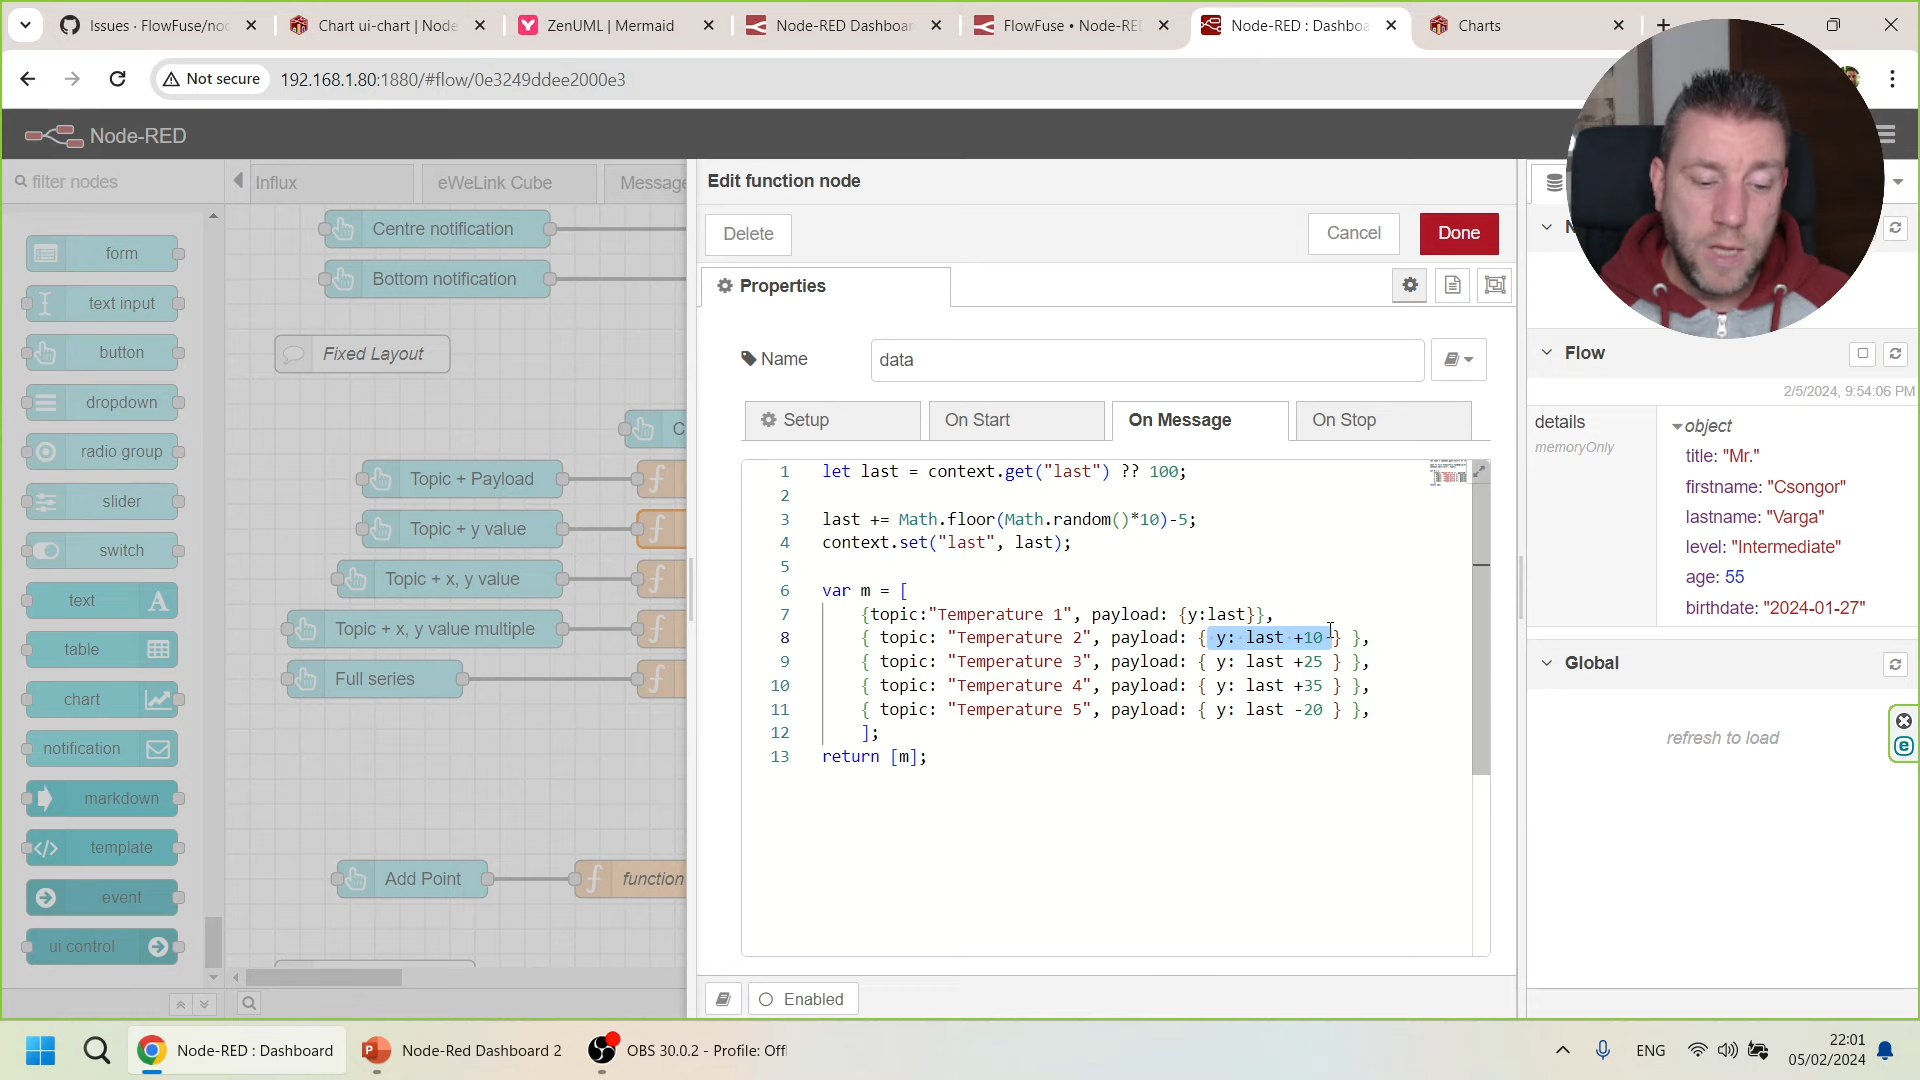 Issues · FlowFuse/noc
Chart ui-chart | Node
ZenUML | Mermaid
Node-RED Dashboar
FlowFuse • Node-RE
Node-RED : Dashbo
Charts
Not secure
192.168.1.80:1880/#flow/0e3249ddee2000e3
Node-RED
filter nodes
Influx
eWeLink Cube
Message
form
text input
button
dropdown
radio group
slider
switch
text
table
chart
notification
markdown
template
event
ui control
Centre notification
Bottom notification
Fixed Layout
C
Topic + Payload
Topic + y value
Topic + x, y value
Topic + x, y value multiple
Full series
Add Point
function
Edit function node
Delete
Cancel
Done
Properties
Name
data
Setup
On Start
On Message
On Stop
1 let last = context.get("last") ?? 100;
2
3 last += Math.floor(Math.random()*10)-5;
4 context.set("last", last);
5
6 var m = [
7 {topic:"Temperature 1", payload: {y:last}},
8 { topic: "Temperature 2", payload: { y: last +10 } },
9 { topic: "Temperature 3", payload: { y: last +25 } },
10 { topic: "Temperature 4", payload: { y: last +35 } },
11 { topic: "Temperature 5", payload: { y: last -20 } },
12 ];
13 return [m];
Enabled
Flow
2/5/2024, 9:54:06 PM
details
memoryOnly
object
title: "Mr."
firstname: "Csongor"
lastname: "Varga"
level: "Intermediate"
age: 55
birthdate: "2024-01-27"
Global
refresh to load
Node-RED : Dashboard
Node-Red Dashboard 2
OBS 30.0.2 - Profile: Offi
ENG
22:01
05/02/2024